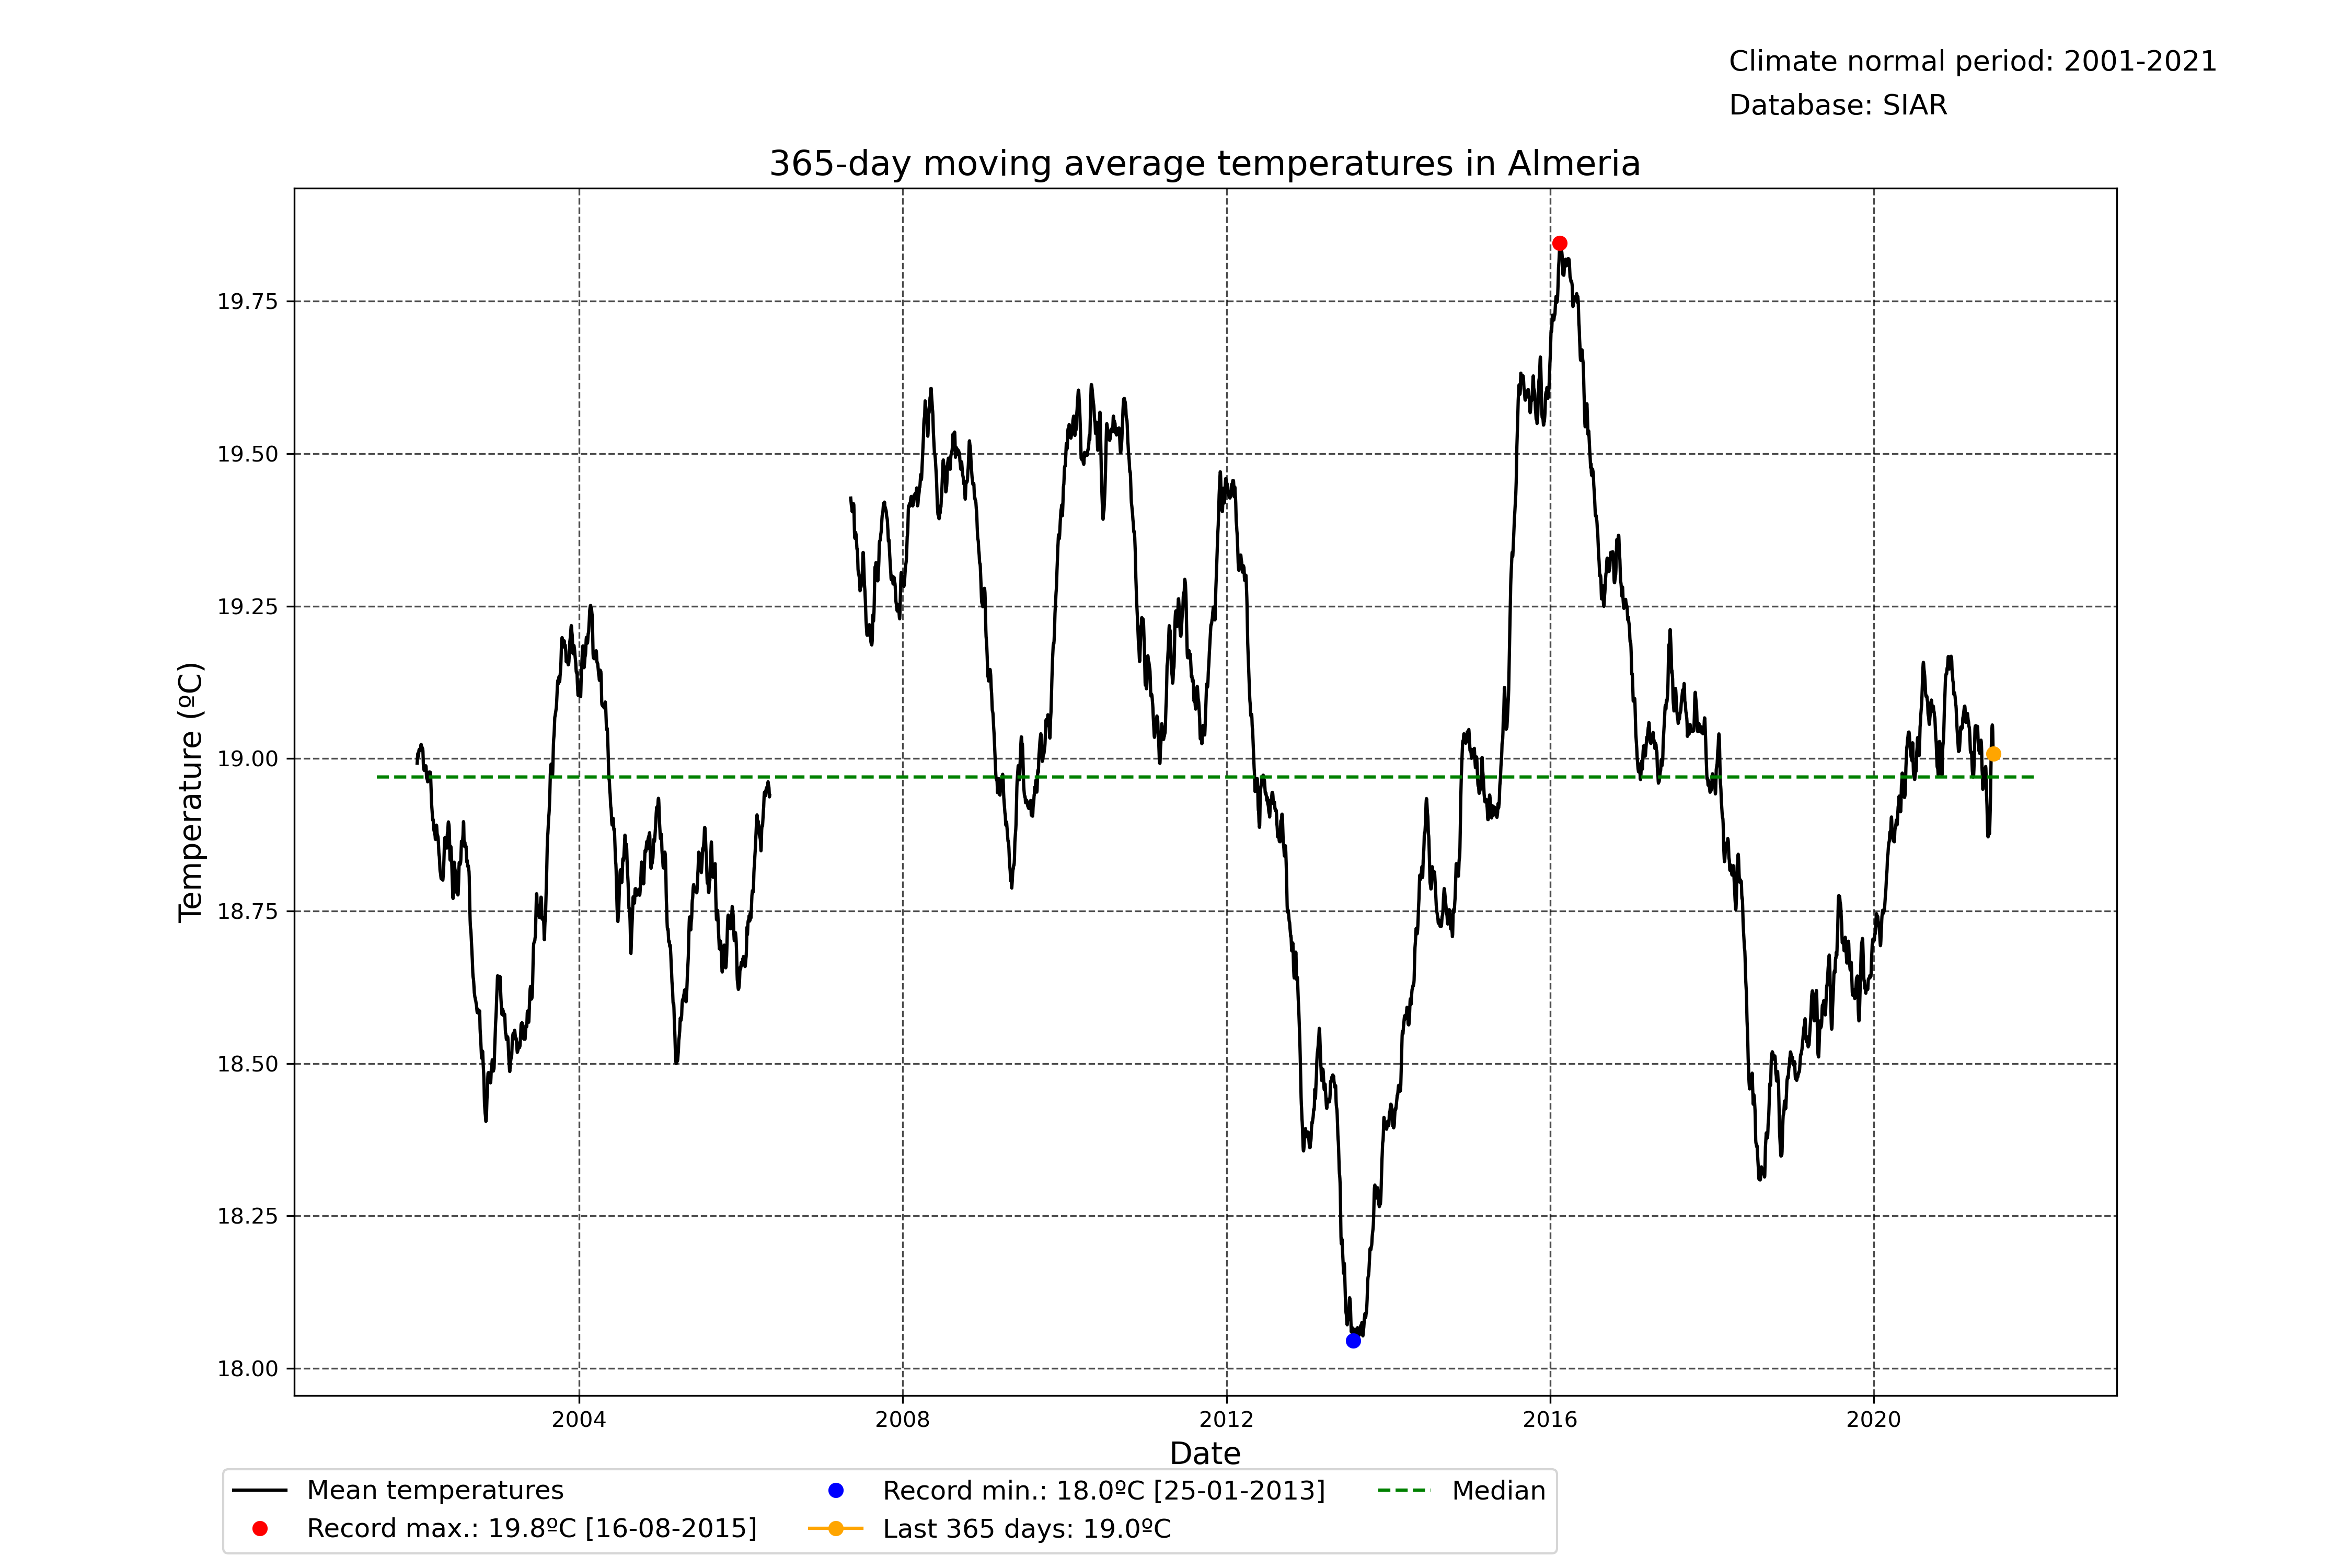 Climate normal period: 2001-2021
Database: SIAR
365-day moving average temperatures in Almeria
Temperature (ºC)
19.75
19.50
19.25
19.00
18.75
18.50
18.25
18.00
2004 2008 2012 2016 2020
Date
Mean temperatures
Record max.: 19.8ºC [16-08-2015]
Record min.: 18.0ºC [25-01-2013]
Last 365 days: 19.0ºC
Median